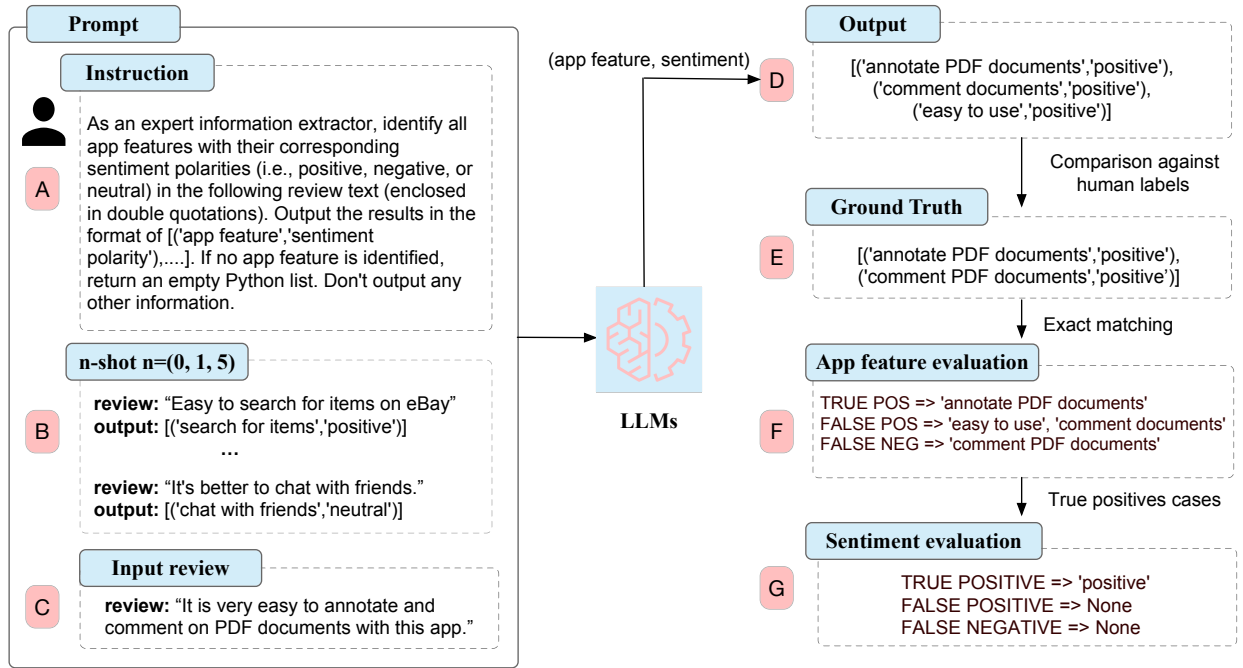 Prompt
Instruction
A
As an expert information extractor, identify all
app features with their corresponding
sentiment polarities (i.e., positive, negative, or
neutral) in the following review text (enclosed
in double quotations). Output the results in the
format of [('app feature','sentiment
polarity'),....]. If no app feature is identified,
return an empty Python list. Don't output any
other information.
n-shot n=(0, 1, 5)
B
review: “Easy to search for items on eBay”
output: [('search for items','positive')]
...
review: “It's better to chat with friends.”
output: [('chat with friends','neutral')]
Input review
C
review: “It is very easy to annotate and
comment on PDF documents with this app.”
LLMs
(app feature, sentiment)
Output
D
[('annotate PDF documents','positive'),
('comment documents','positive'),
('easy to use','positive')]
Comparison against
human labels
Ground Truth
E
[('annotate PDF documents','positive'),
('comment PDF documents','positive’)]
Exact matching
App feature evaluation
F
TRUE POS => 'annotate PDF documents'
FALSE POS => 'easy to use', 'comment documents'
FALSE NEG => 'comment PDF documents'
True positives cases
Sentiment evaluation
G
TRUE POSITIVE => 'positive'
FALSE POSITIVE => None
FALSE NEGATIVE => None